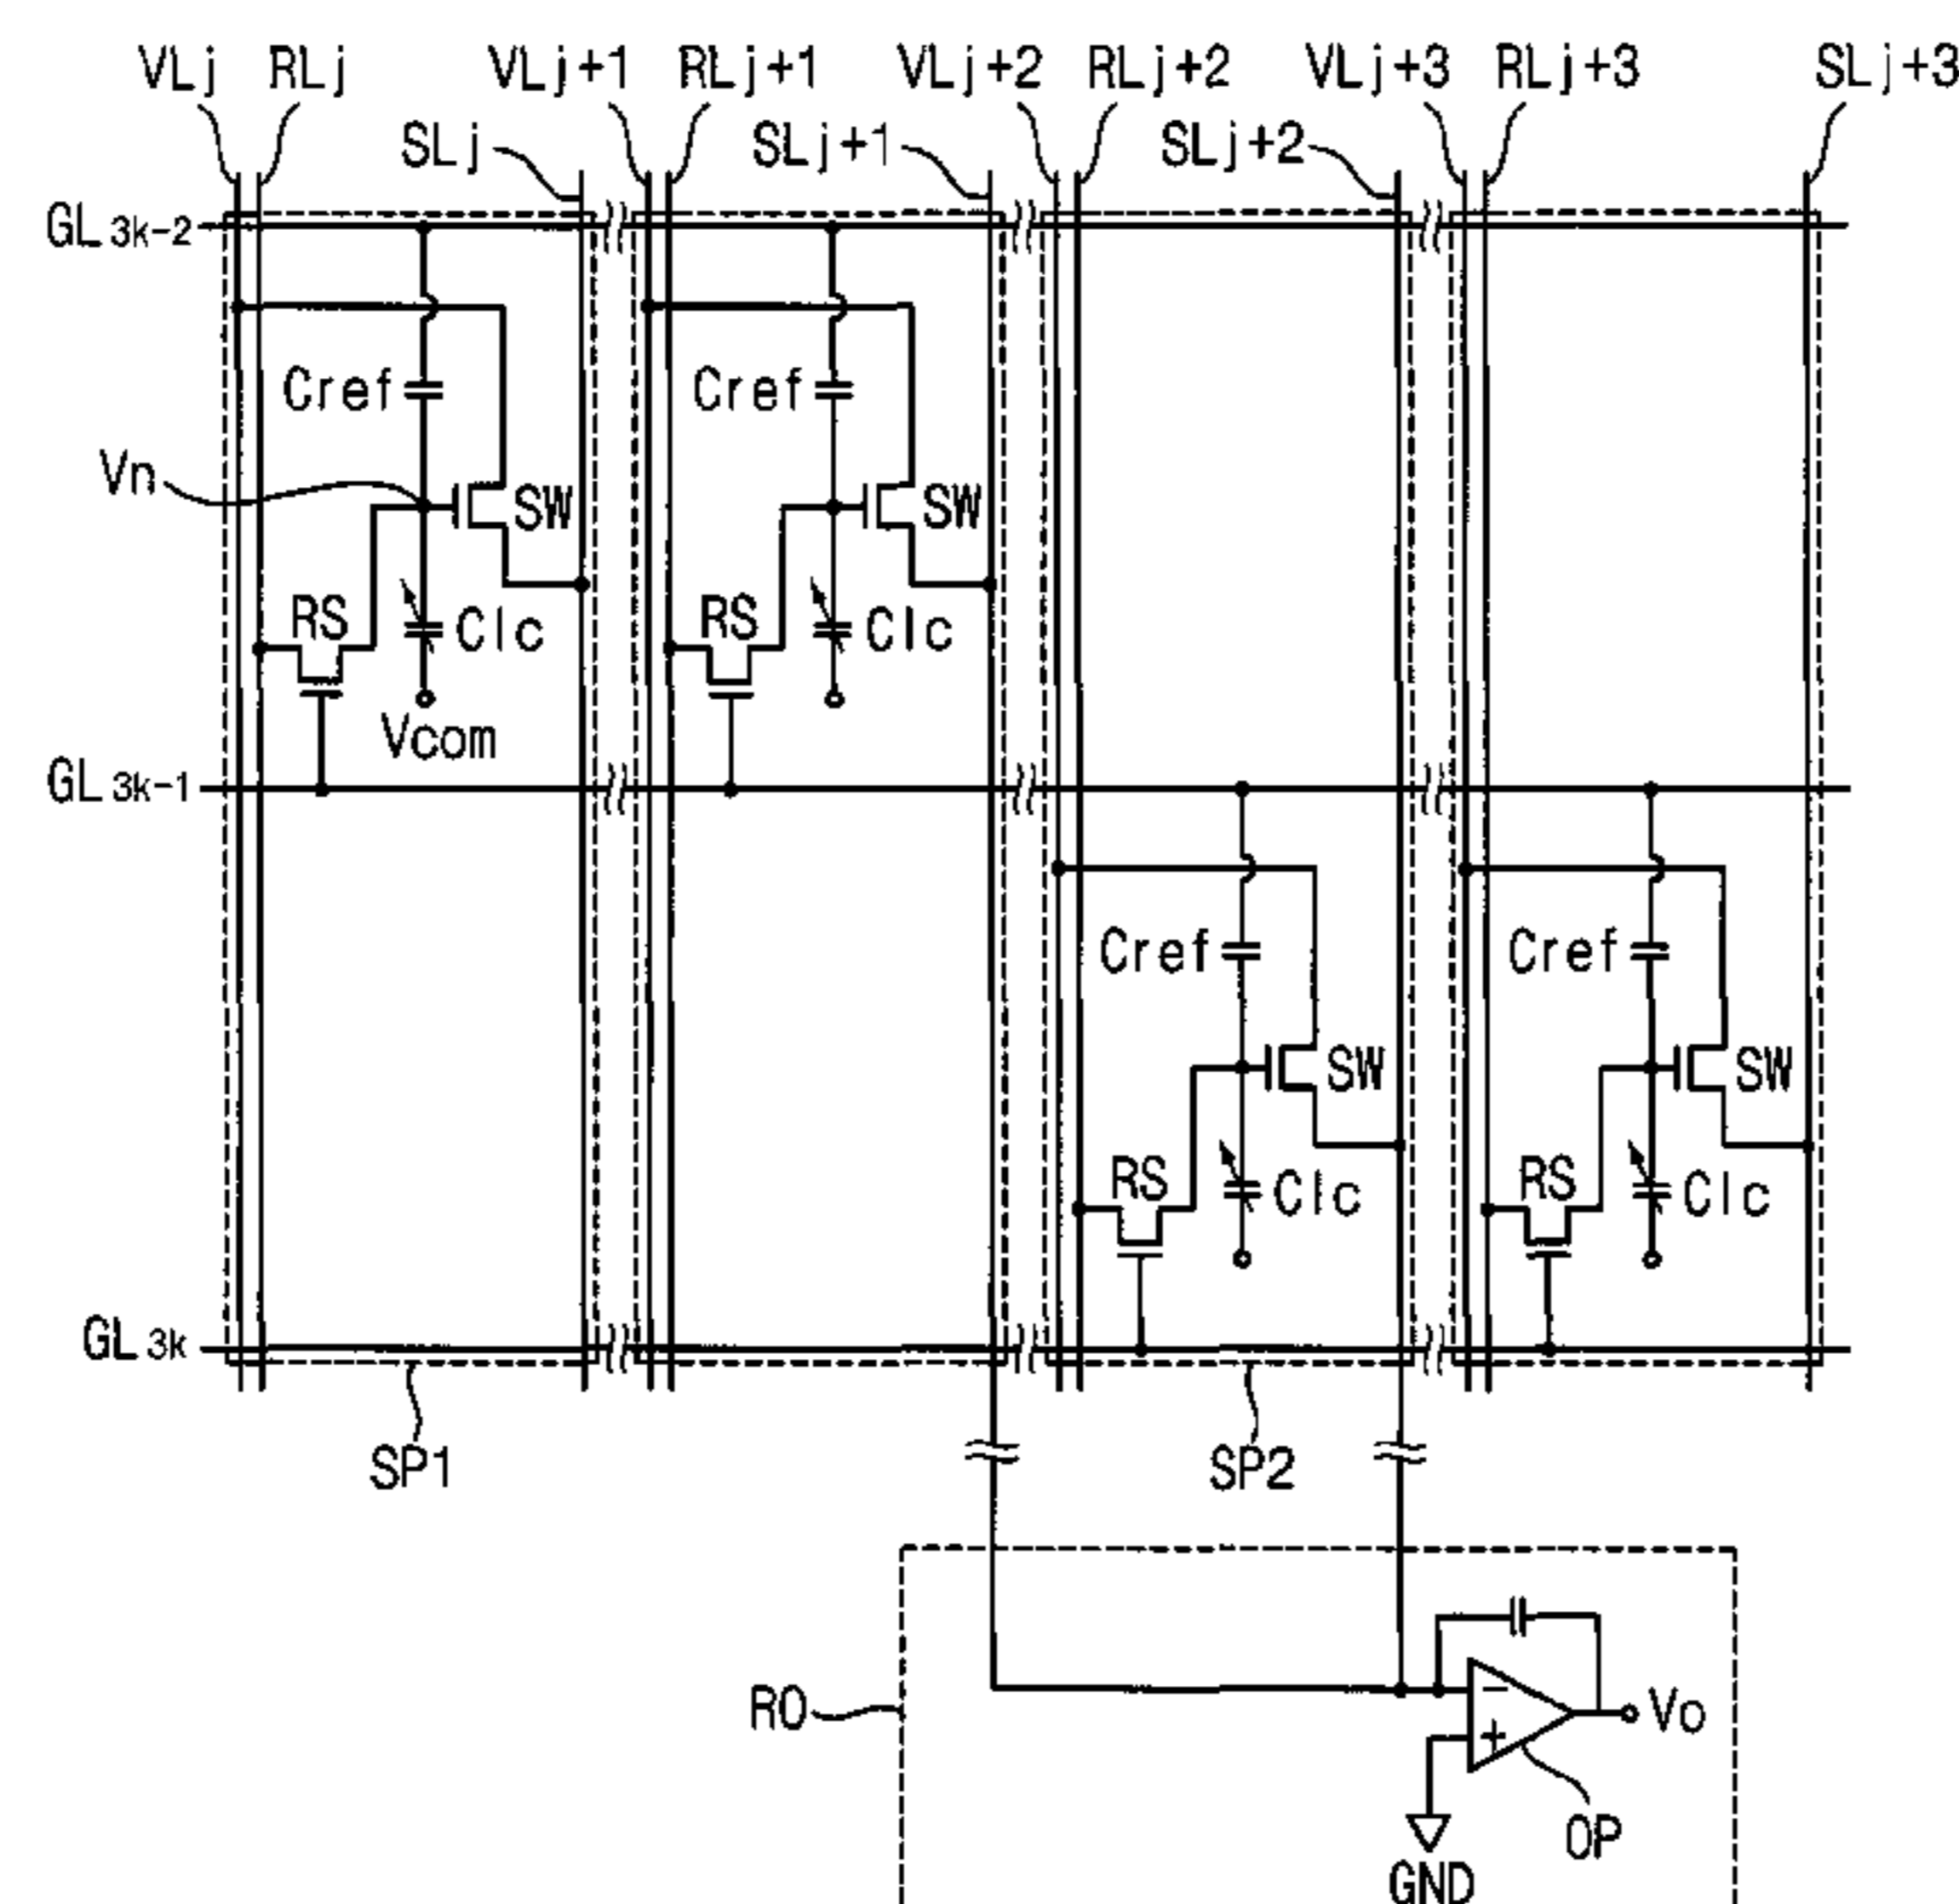 VLj RLj VLj+1 RLj+1 VLj+2 RLj+2 VLj+3 RLj+3 SLj+3
SLj SLj+1 SLj+2
GL3k-2
Cref Cref
Vn SW SW
RS Clc RS Clc
Vcom
GL3k-1
Cref Cref
SW SW
RS Clc RS Clc
GL3k
SP1 SP2
RO − Vo
+
OP
GND